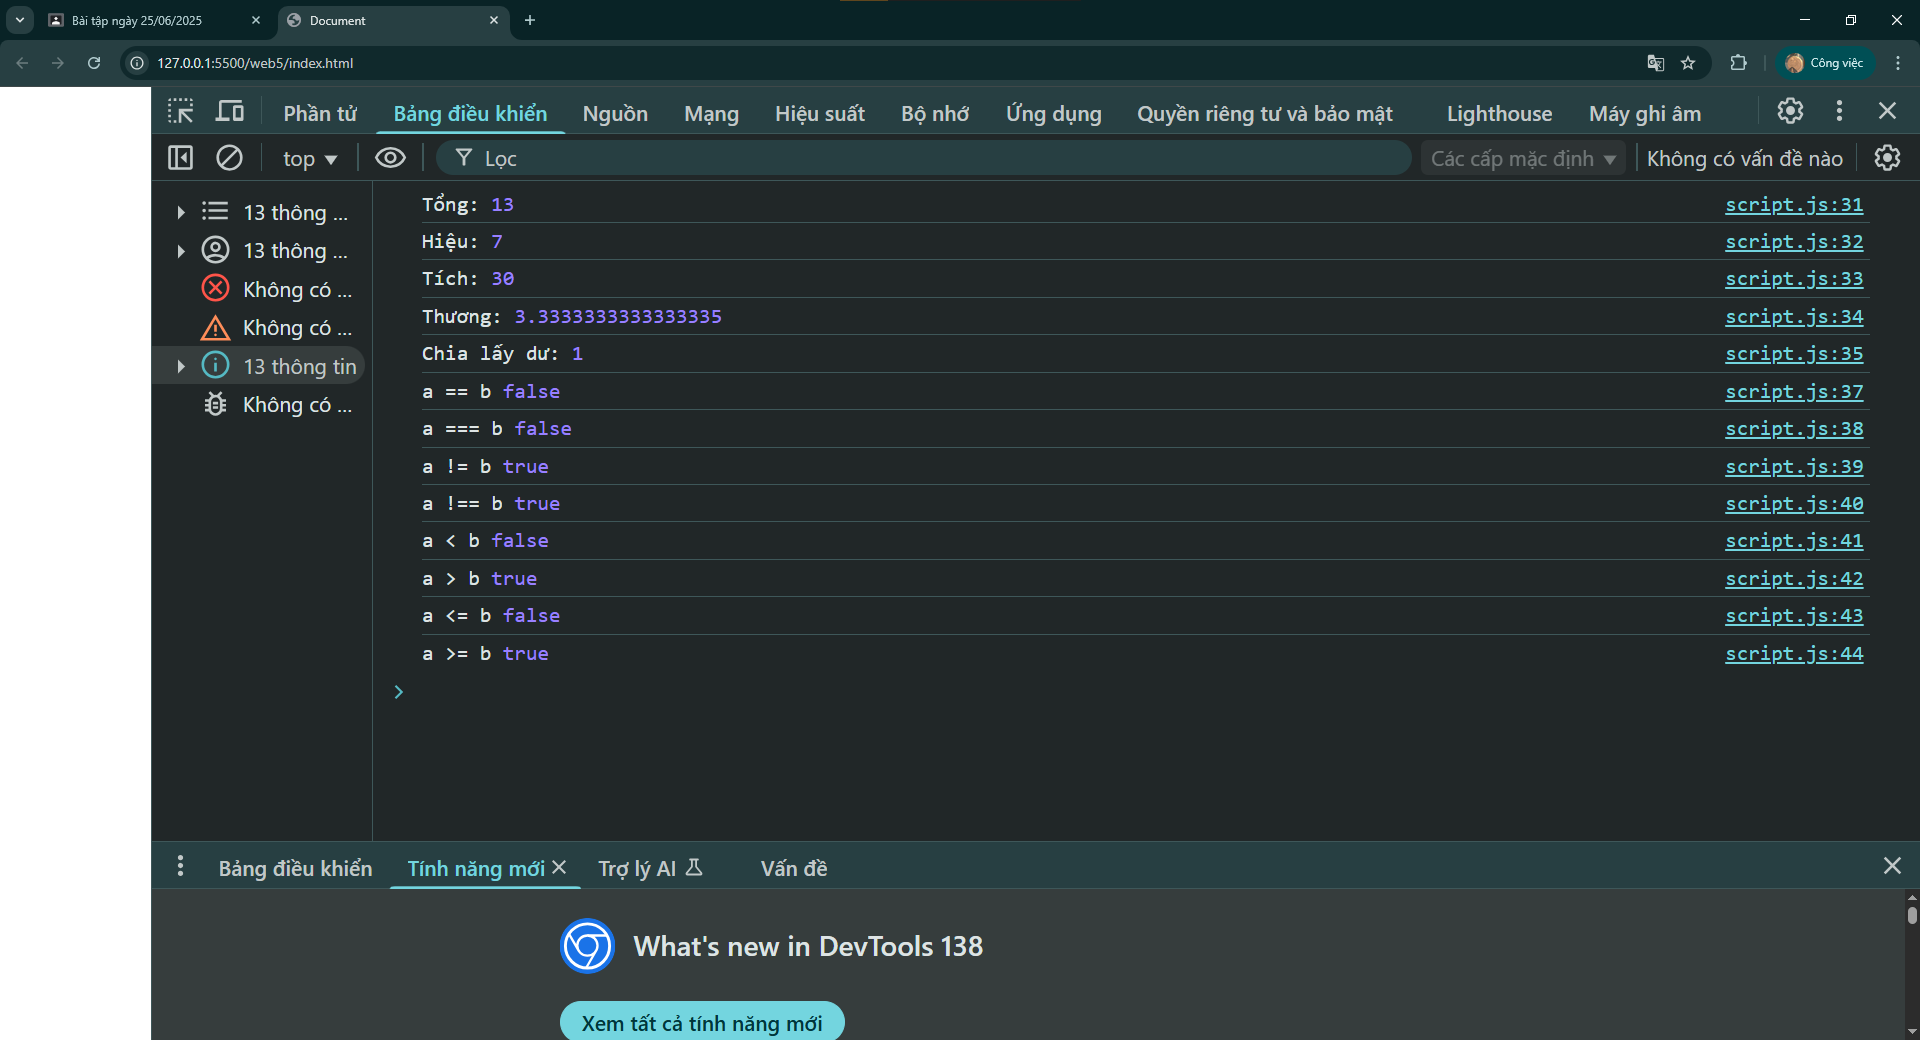 Bài tập ngày 25/06/2025
Document
127.0.0.1:5500/web5/index.html
Công việc
Phần tử Bảng điều khiển Nguồn Mạng Hiệu suất Bộ nhớ Ứng dụng Quyền riêng tư và bảo mật Lighthouse Máy ghi âm
top Lọc Các cấp mặc định Không có vấn đề nào
13 thông ...
13 thông ...
Không có ...
Không có ...
13 thông tin
Không có ...
Tổng: 13 script.js:31
Hiệu: 7 script.js:32
Tích: 30 script.js:33
Thương: 3.3333333333333335 script.js:34
Chia lấy dư: 1 script.js:35
a == b false script.js:37
a === b false script.js:38
a != b true script.js:39
a !== b true script.js:40
a < b false script.js:41
a > b true script.js:42
a <= b false script.js:43
a >= b true script.js:44
Bảng điều khiển Tính năng mới Trợ lý AI Vấn đề
What's new in DevTools 138
Xem tất cả tính năng mới